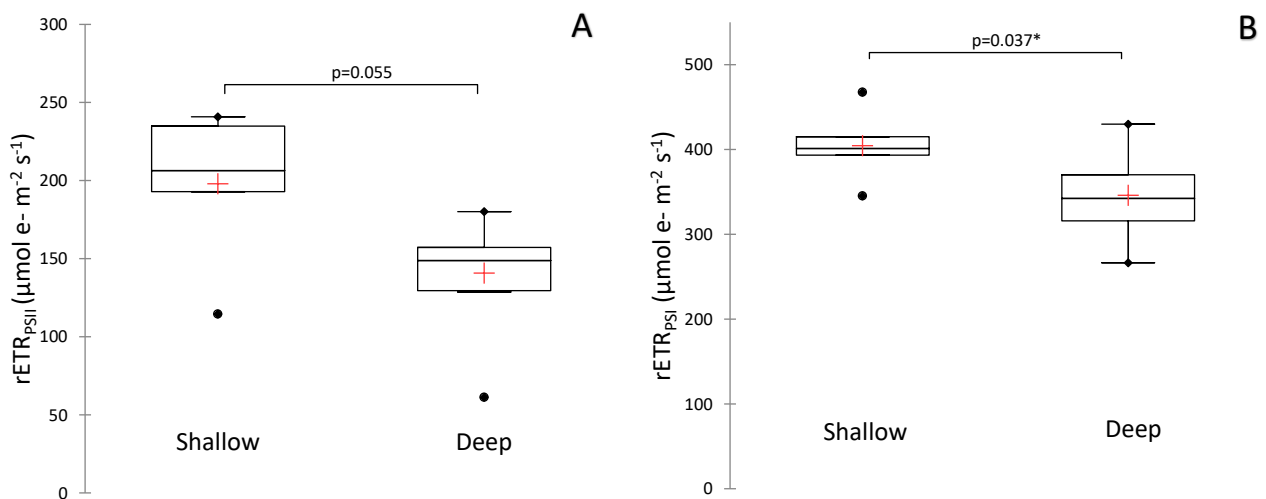 A
300
250
200
150
100
50
0
rETR_PSII (μmol e- m⁻² s⁻¹)
p=0.055
Shallow
Deep
B
500
400
300
200
100
0
rETR_PSI (μmol e- m⁻² s⁻¹)
p=0.037*
Shallow
Deep